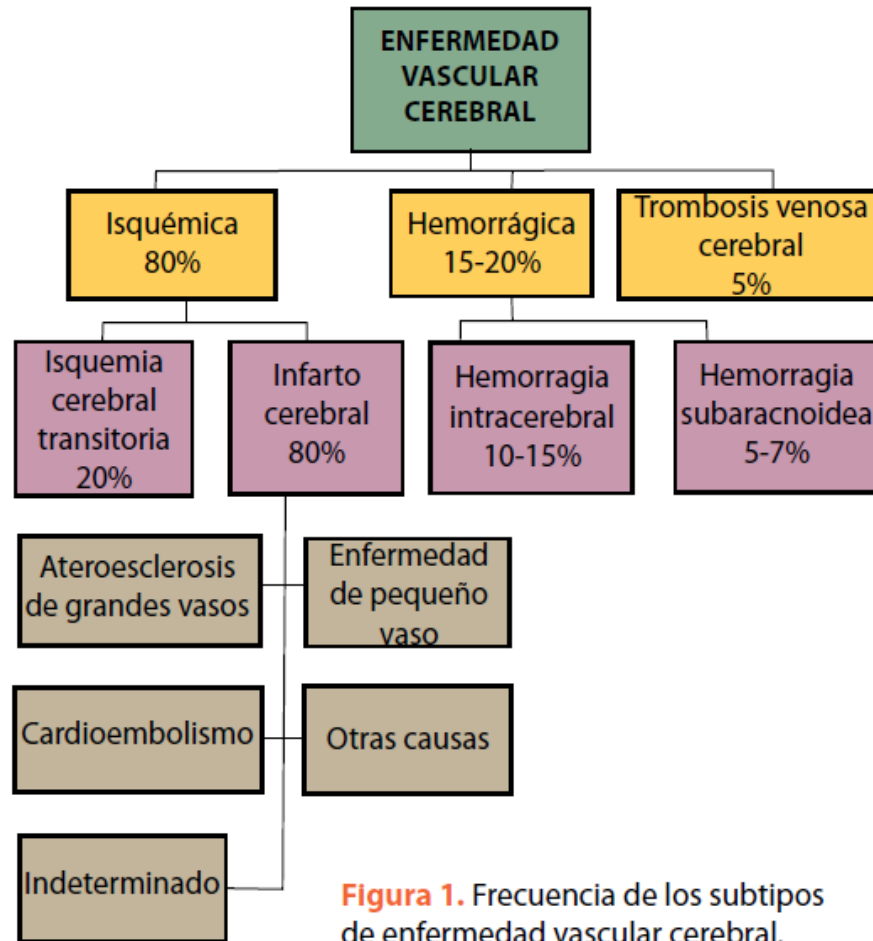 ENFERMEDAD
VASCULAR
CEREBRAL
Isquémica
80%
Hemorrágica
15-20%
Trombosis venosa
cerebral
5%
Isquemia
cerebral
transitoria
20%
Infarto
cerebral
80%
Hemorragia
intracerebral
10-15%
Hemorragia
subaracnoidea
5-7%
Ateroesclerosis
de grandes vasos
Enfermedad
de pequeño
vaso
Cardioembolismo
Otras causas
Indeterminado
Figura 1. Frecuencia de los subtipos
de enfermedad vascular cerebral.